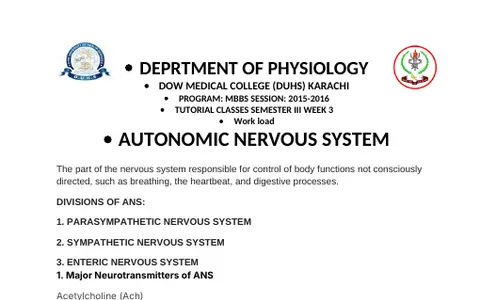 • DEPRTMENT OF PHYSIOLOGY
• DOW MEDICAL COLLEGE (DUHS) KARACHI
• PROGRAM: MBBS SESSION: 2015-2016
• TUTORIAL CLASSES SEMESTER III WEEK 3
• Work load
• AUTONOMIC NERVOUS SYSTEM
The part of the nervous system responsible for control of body functions not consciously
directed, such as breathing, the heartbeat, and digestive processes.
DIVISIONS OF ANS:
1. PARASYMPATHETIC NERVOUS SYSTEM
2. SYMPATHETIC NERVOUS SYSTEM
3. ENTERIC NERVOUS SYSTEM
1. Major Neurotransmitters of ANS
Acetylcholine (Ach)